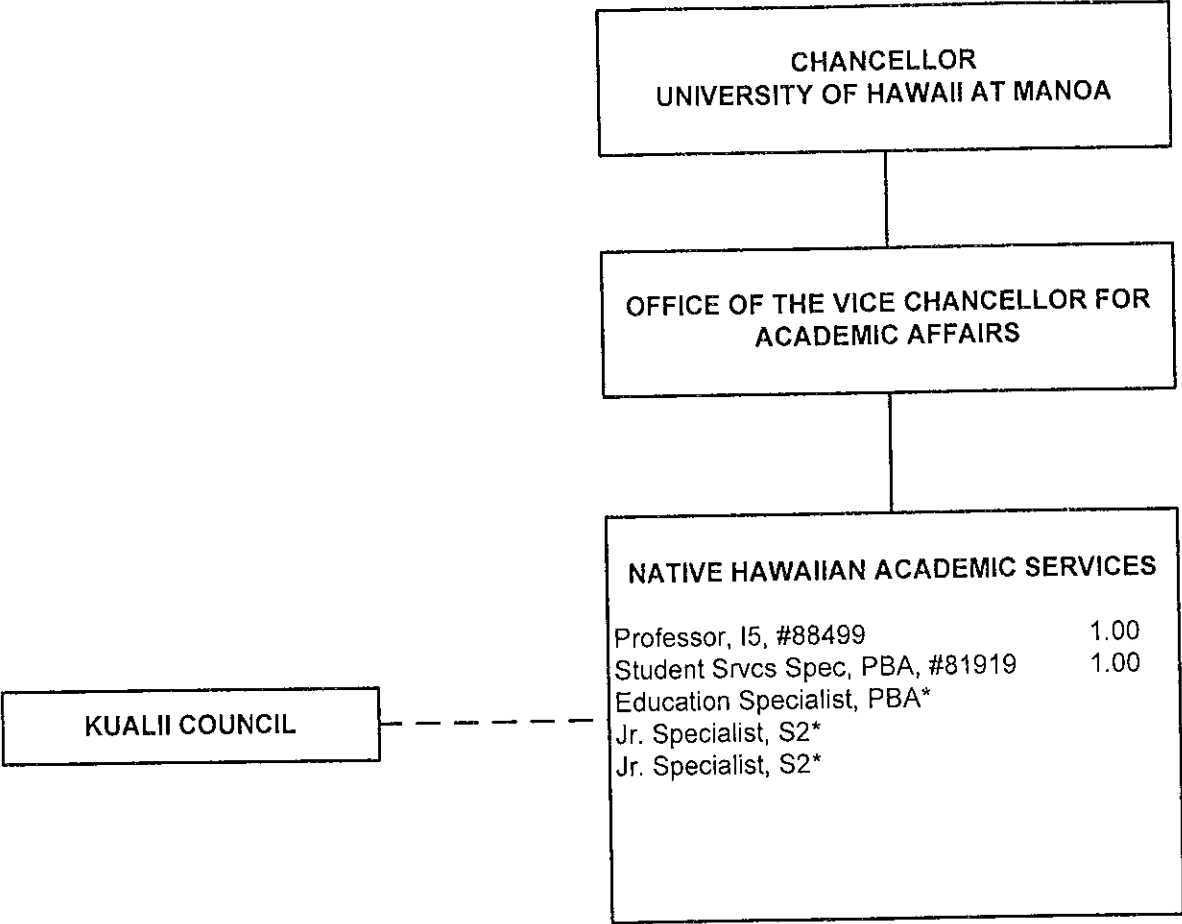 CHANCELLOR
UNIVERSITY OF HAWAII AT MANOA
OFFICE OF THE VICE CHANCELLOR FOR
ACADEMIC AFFAIRS
NATIVE HAWAIIAN ACADEMIC SERVICES
Professor, I5, #88499 1.00
Student Srvcs Spec, PBA, #81919 1.00
Education Specialist, PBA*
Jr. Specialist, S2*
Jr. Specialist, S2*
KUALII COUNCIL